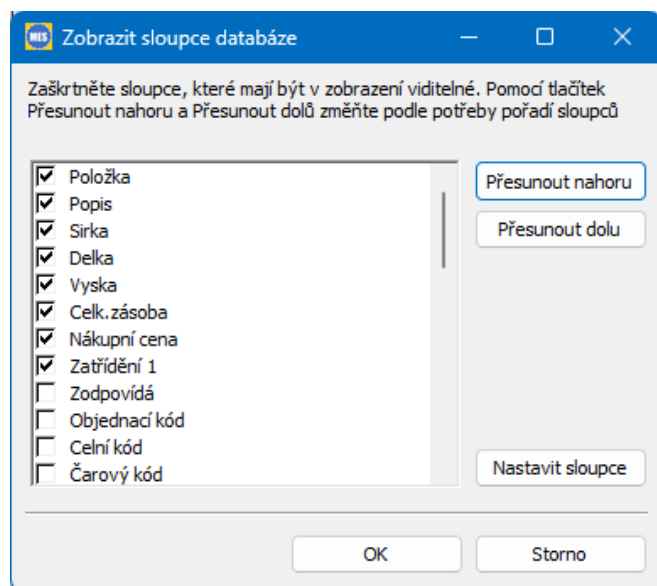 MES Zobrazit sloupce databáze
Zaškrtněte sloupce, které mají být v zobrazení viditelné. Pomocí tlačítek
Přesunout nahoru a Přesunout dolů změňte podle potřeby pořadí sloupců
Položka
Popis
Sirka
Delka
Vyska
Celk.zásoba
Nákupní cena
Zatřídění 1
Zodpovídá
Objednací kód
Celní kód
Čarový kód
Přesunout nahoru
Přesunout dolu
Nastavit sloupce
OK
Storno